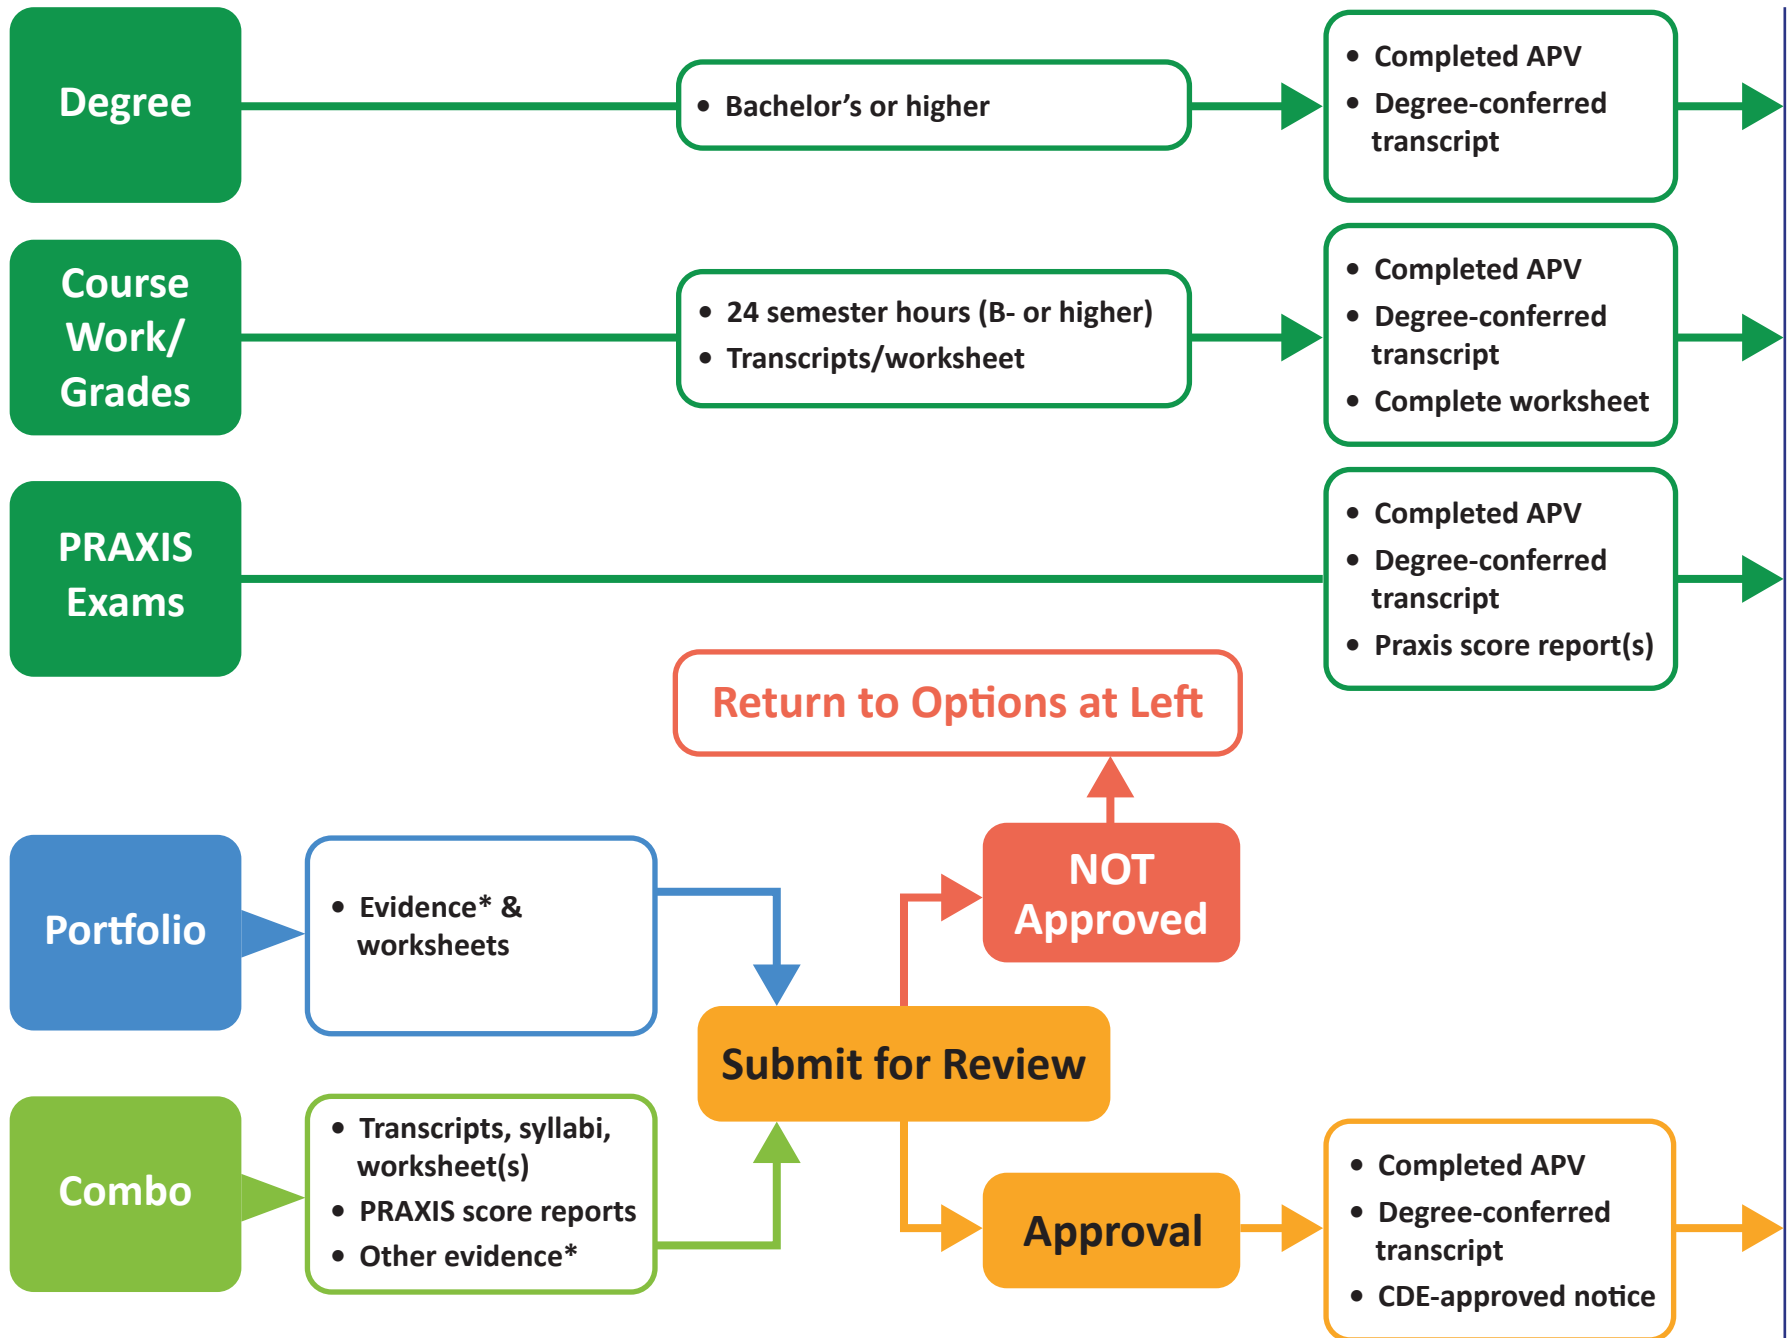 Degree
• Bachelor's or higher
• Completed APV
• Degree-conferred
transcript
Course
Work/
Grades
• 24 semester hours (B- or higher)
• Transcripts/worksheet
• Completed APV
• Degree-conferred
transcript
• Complete worksheet
PRAXIS
Exams
• Completed APV
• Degree-conferred
transcript
• Praxis score report(s)
Return to Options at Left
NOT
Approved
Portfolio
• Evidence* &
worksheets
Submit for Review
Combo
• Transcripts, syllabi,
worksheet(s)
• PRAXIS score reports
• Other evidence*
Approval
• Completed APV
• Degree-conferred
transcript
• CDE-approved notice